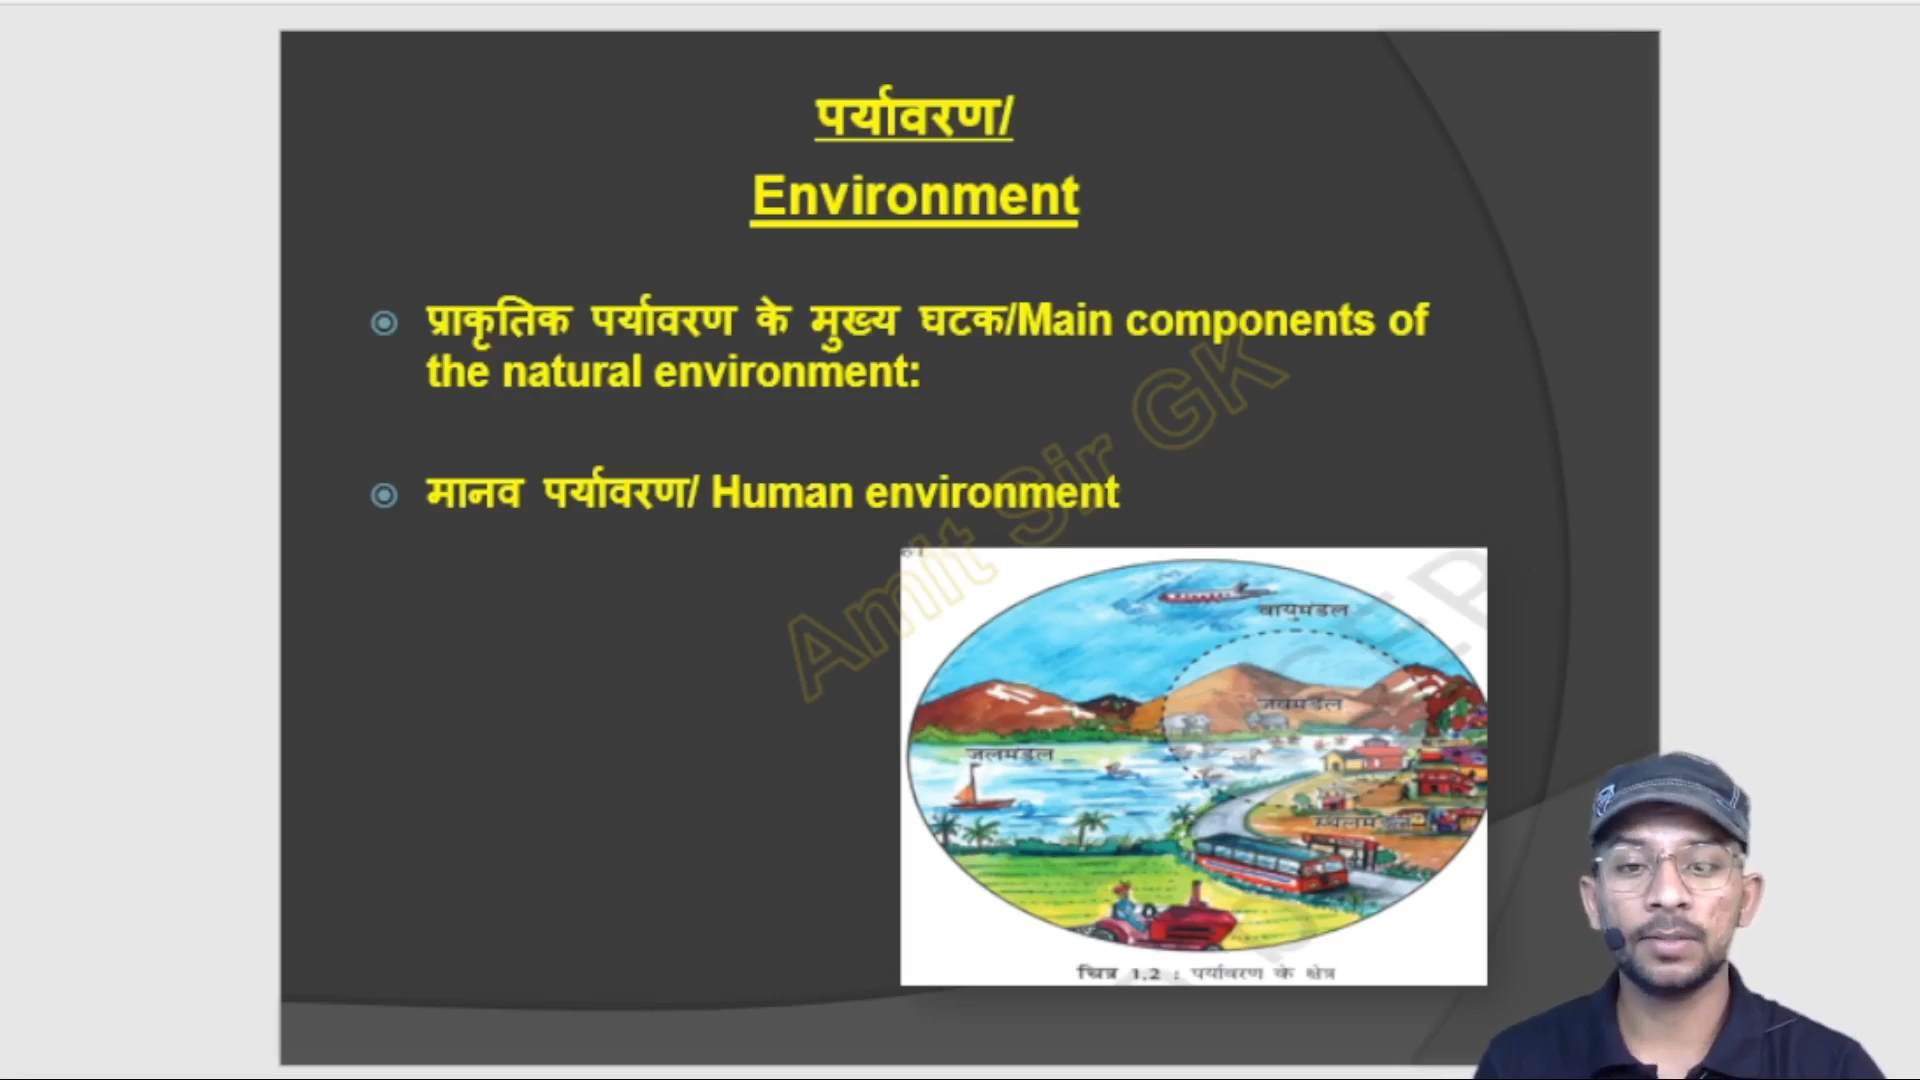 पर्यावरण/
Environment
प्राकृतिक पर्यावरण के मुख्य घटक/Main components of
the natural environment:
मानव पर्यावरण/ Human environment
Amit Sir GK
वायुमंडल
जैवमंडल
जलमंडल
स्थलमंडल
चित्र 1.2 : पर्यावरण के क्षेत्र